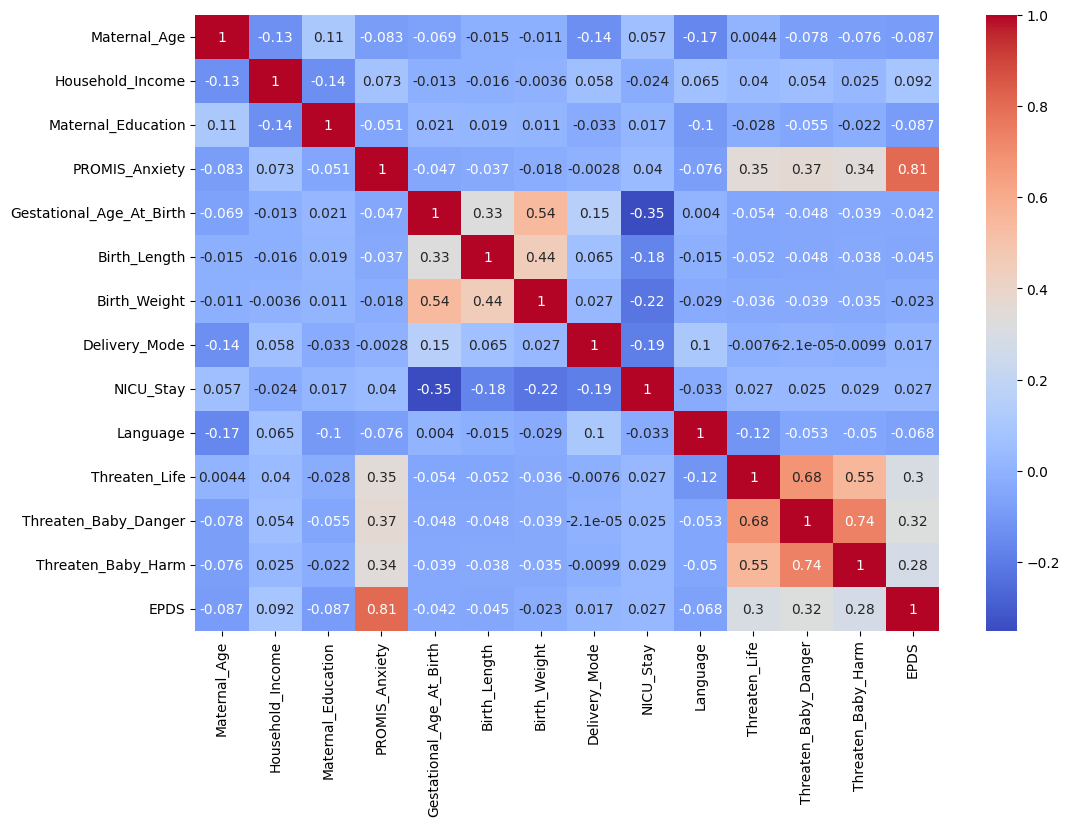 Maternal_Age 1 -0.13 0.11 -0.083 -0.069 -0.015 -0.011 -0.14 0.057 -0.17 0.0044 -0.078 -0.076 -0.087
Household_Income -0.13 1 -0.14 0.073 -0.013 -0.016 -0.0036 0.058 -0.024 0.065 0.04 0.054 0.025 0.092
Maternal_Education 0.11 -0.14 1 -0.051 0.021 0.019 0.011 -0.033 0.017 -0.1 -0.028 -0.055 -0.022 -0.087
PROMIS_Anxiety -0.083 0.073 -0.051 1 -0.047 -0.037 -0.018 -0.0028 0.04 -0.076 0.35 0.37 0.34 0.81
Gestational_Age_At_Birth -0.069 -0.013 0.021 -0.047 1 0.33 0.54 0.15 -0.35 0.004 -0.054 -0.048 -0.039 -0.042
Birth_Length -0.015 -0.016 0.019 -0.037 0.33 1 0.44 0.065 -0.18 -0.015 -0.052 -0.048 -0.038 -0.045
Birth_Weight -0.011 -0.0036 0.011 -0.018 0.54 0.44 1 0.027 -0.22 -0.029 -0.036 -0.039 -0.035 -0.023
Delivery_Mode -0.14 0.058 -0.033 -0.0028 0.15 0.065 0.027 1 -0.19 0.1 -0.0076 -2.1e-05 -0.0099 0.017
NICU_Stay 0.057 -0.024 0.017 0.04 -0.35 -0.18 -0.22 -0.19 1 -0.033 0.027 0.025 0.029 0.027
Language -0.17 0.065 -0.1 -0.076 0.004 -0.015 -0.029 0.1 -0.033 1 -0.12 -0.053 -0.05 -0.068
Threaten_Life 0.0044 0.04 -0.028 0.35 -0.054 -0.052 -0.036 -0.0076 0.027 -0.12 1 0.68 0.55 0.3
Threaten_Baby_Danger -0.078 0.054 -0.055 0.37 -0.048 -0.048 -0.039 -2.1e-05 0.025 -0.053 0.68 1 0.74 0.32
Threaten_Baby_Harm -0.076 0.025 -0.022 0.34 -0.039 -0.038 -0.035 -0.0099 0.029 -0.05 0.55 0.74 1 0.28
EPDS -0.087 0.092 -0.087 0.81 -0.042 -0.045 -0.023 0.017 0.027 -0.068 0.3 0.32 0.28 1
Maternal_Age
Household_Income
Maternal_Education
PROMIS_Anxiety
Gestational_Age_At_Birth
Birth_Length
Birth_Weight
Delivery_Mode
NICU_Stay
Language
Threaten_Life
Threaten_Baby_Danger
Threaten_Baby_Harm
EPDS
1.0
0.8
0.6
0.4
0.2
0.0
−0.2